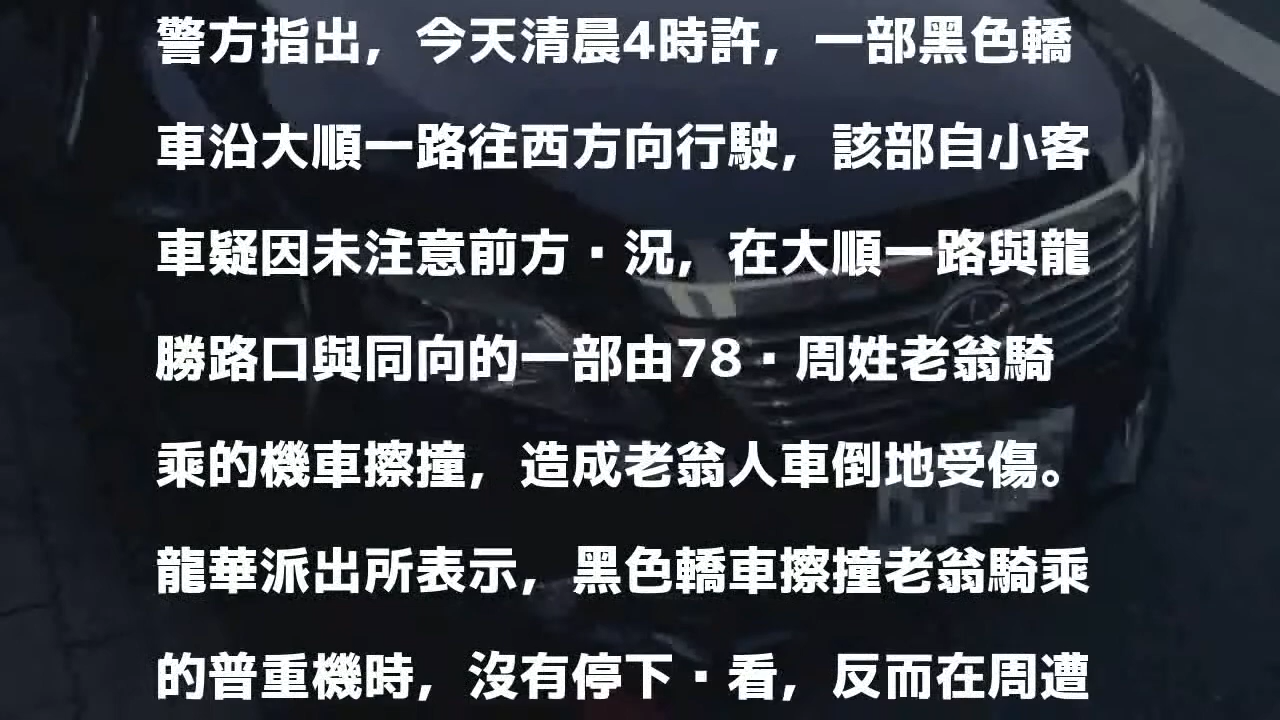 警方指出，今天清晨4時許，一部黑色轎
車沿大順一路往西方向行駛，該部自小客
車疑因未注意前方·況，在大順一路與龍
勝路口與同向的一部由78·周姓老翁騎
乘的機車擦撞，造成老翁人車倒地受傷。
龍華派出所表示，黑色轎車擦撞老翁騎乘
的普重機時，沒有停下·看，反而在周遭